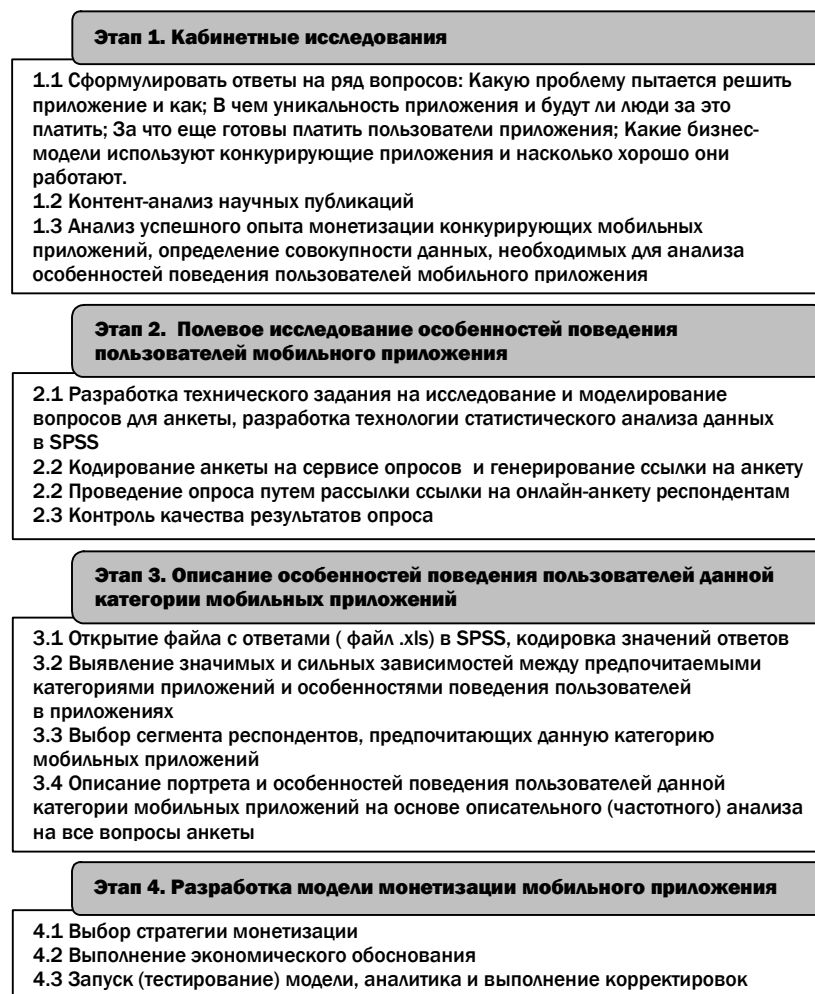 Этап 1. Кабинетные исследования
1.1 Сформулировать ответы на ряд вопросов: Какую проблему пытается решить
приложение и как; В чем уникальность приложения и будут ли люди за это
платить; За что еще готовы платить пользователи приложения; Какие бизнес-
модели используют конкурирующие приложения и насколько хорошо они
работают.
1.2 Контент-анализ научных публикаций
1.3 Анализ успешного опыта монетизации конкурирующих мобильных
приложений, определение совокупности данных, необходимых для анализа
особенностей поведения пользователей мобильного приложения
Этап 2. Полевое исследование особенностей поведения
пользователей мобильного приложения
2.1 Разработка технического задания на исследование и моделирование
вопросов для анкеты, разработка технологии статистического анализа данных
в SPSS
2.2 Кодирование анкеты на сервисе опросов и генерирование ссылки на анкету
2.2 Проведение опроса путем рассылки ссылки на онлайн-анкету респондентам
2.3 Контроль качества результатов опроса
Этап 3. Описание особенностей поведения пользователей данной
категории мобильных приложений
3.1 Открытие файла с ответами ( файл .xls) в SPSS, кодировка значений ответов
3.2 Выявление значимых и сильных зависимостей между предпочитаемыми
категориями приложений и особенностями поведения пользователей
в приложениях
3.3 Выбор сегмента респондентов, предпочитающих данную категорию
мобильных приложений
3.4 Описание портрета и особенностей поведения пользователей данной
категории мобильных приложений на основе описательного (частотного) анализа
на все вопросы анкеты
Этап 4. Разработка модели монетизации мобильного приложения
4.1 Выбор стратегии монетизации
4.2 Выполнение экономического обоснования
4.3 Запуск (тестирование) модели, аналитика и выполнение корректировок